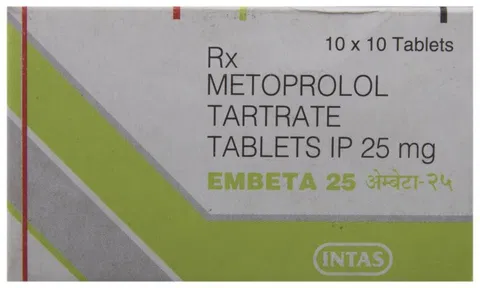 10 x 10 Tablets
Rx
METOPROLOL
TARTRATE
TABLETS IP 25 mg
EMBETA 25 एम्बेटा-२५
INTAS